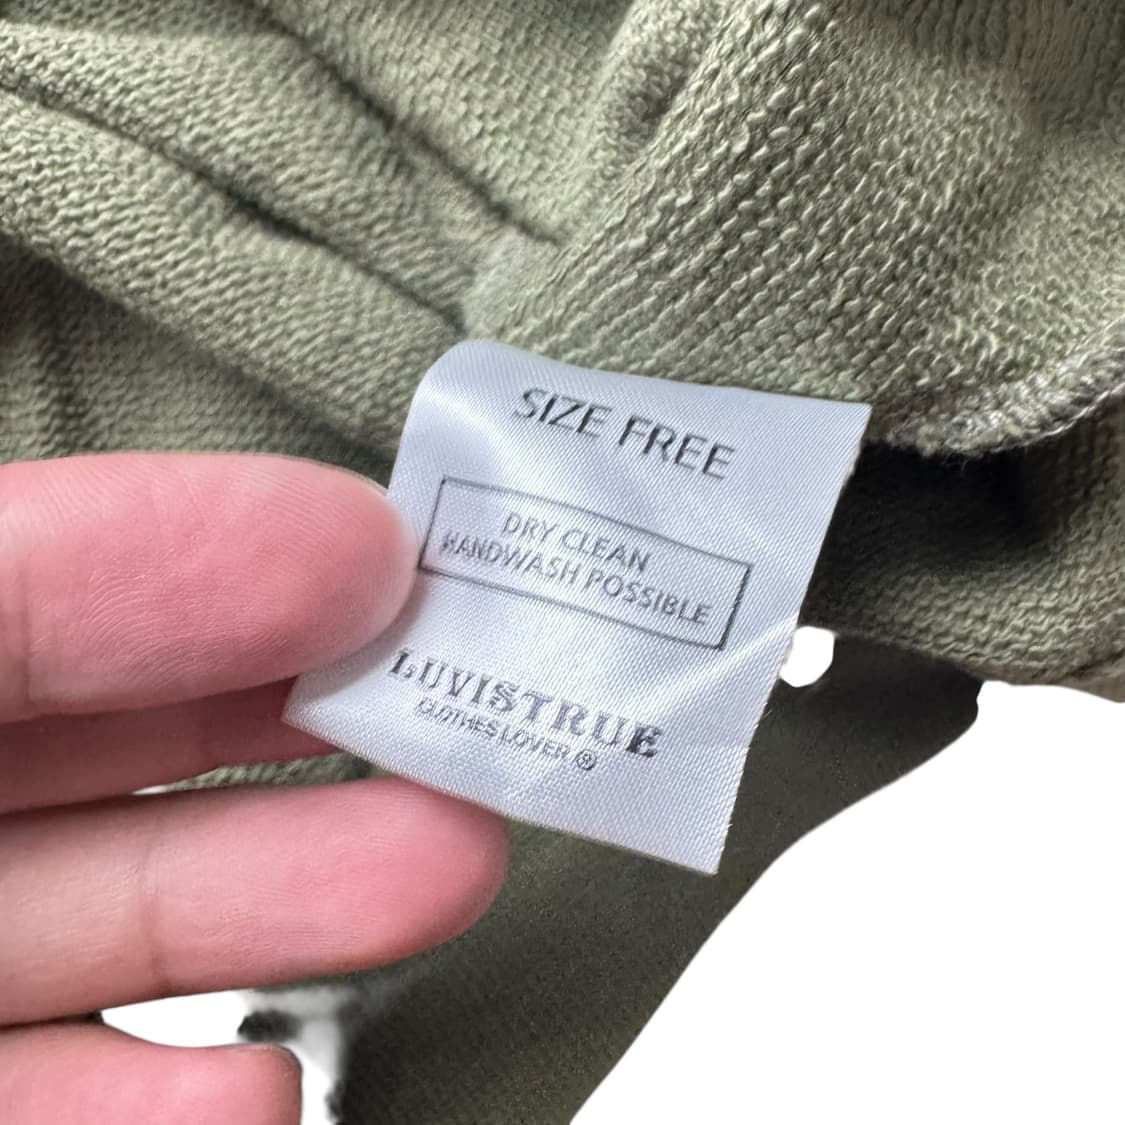 SIZE FREE
DRY CLEAN
HANDWASH POSSIBLE
LUVISTRUE
CLOTHES LOVER ®